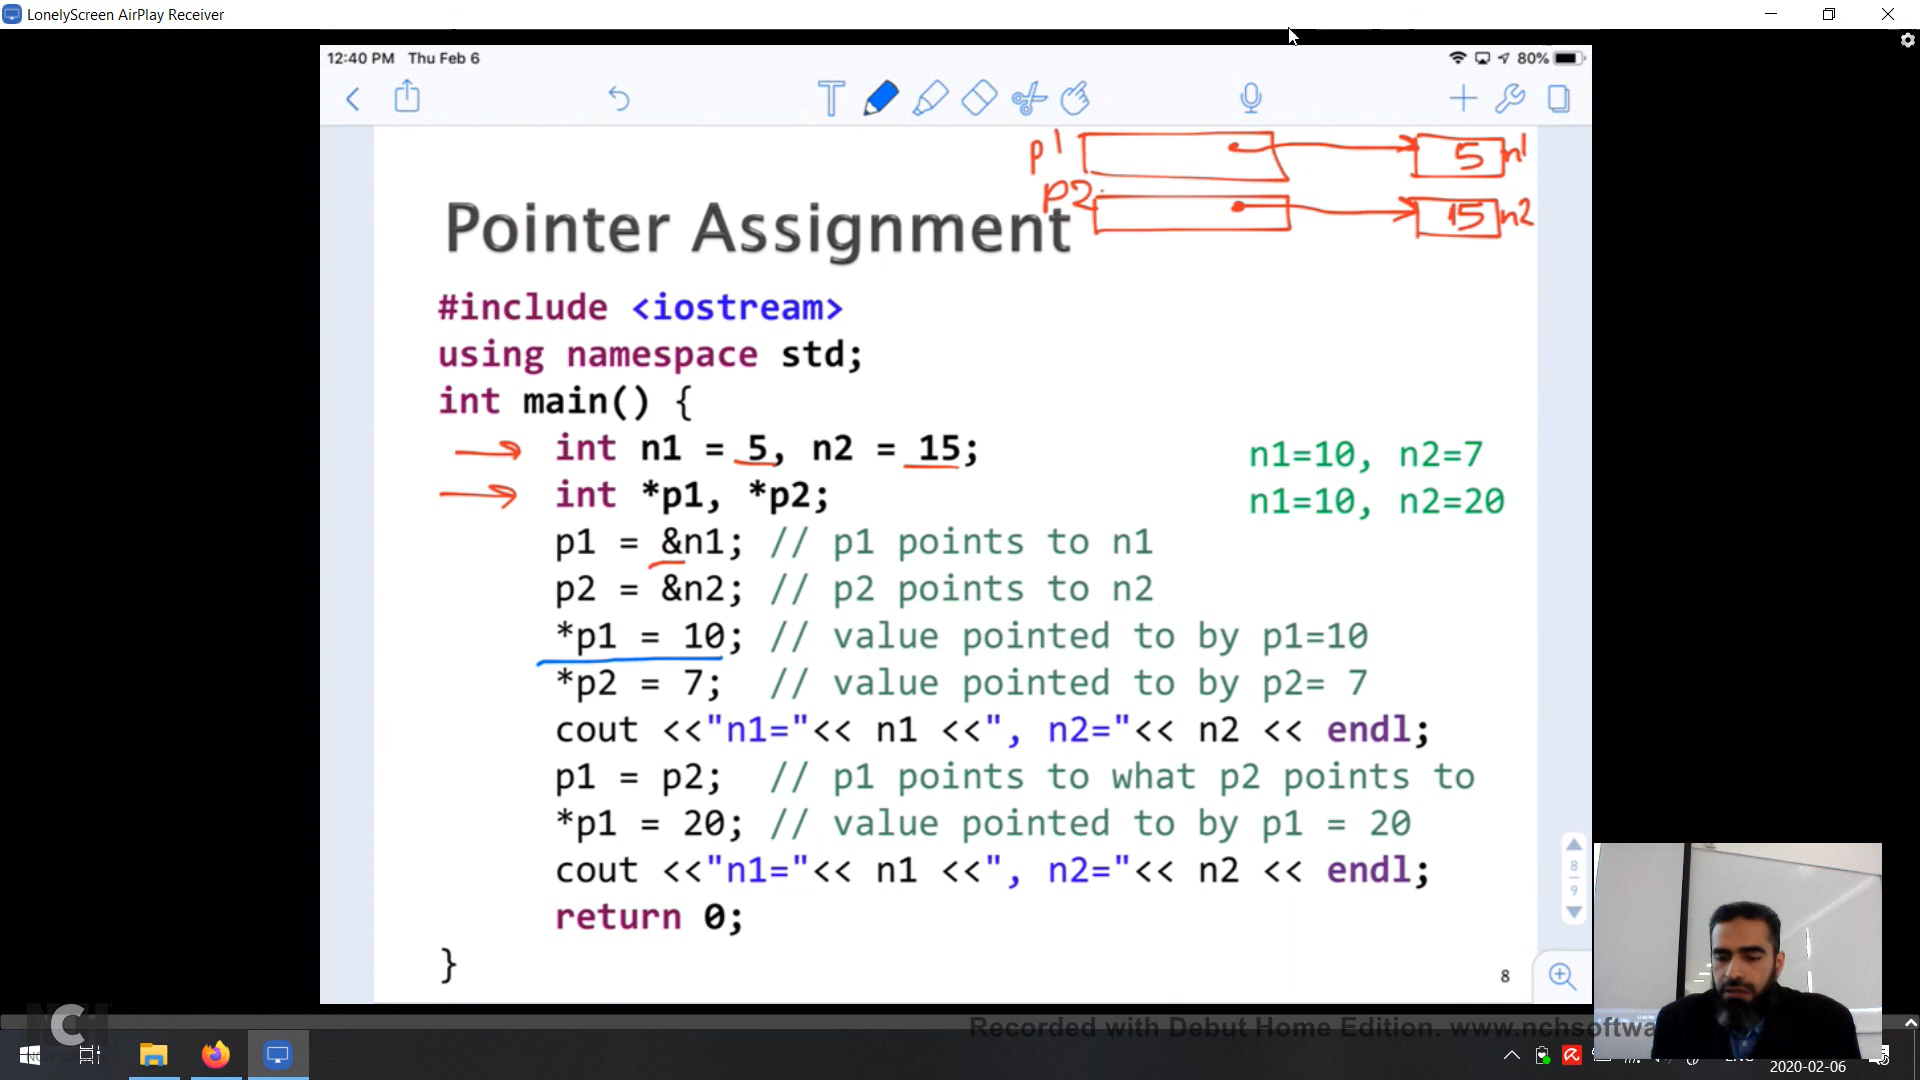 LonelyScreen AirPlay Receiver
12:40 PM Thu Feb 6
80%
T
p1 5 n1
p2 15 n2
Pointer Assignment
#include <iostream>
using namespace std;
int main() {
int n1 = 5, n2 = 15;
n1=10, n2=7
int *p1, *p2;
n1=10, n2=20
p1 = &n1; // p1 points to n1
p2 = &n2; // p2 points to n2
*p1 = 10; // value pointed to by p1=10
*p2 = 7; // value pointed to by p2= 7
cout <<"n1="<< n1 <<", n2="<< n2 << endl;
p1 = p2; // p1 points to what p2 points to
*p1 = 20; // value pointed to by p1 = 20
cout <<"n1="<< n1 <<", n2="<< n2 << endl;
return 0;
}
8
8
9
NCH
Recorded with Debut Home Edition. www.nchsoftwa
2020-02-06